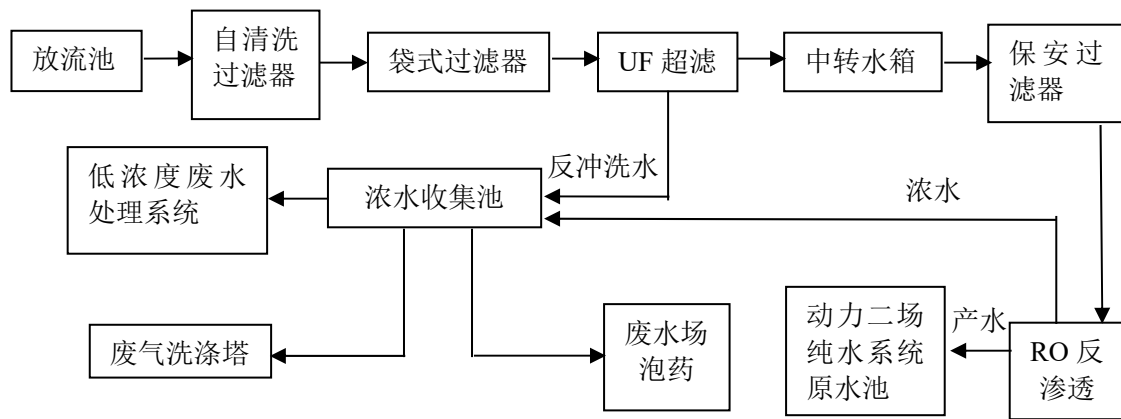 放流池
自清洗
过滤器
袋式过滤器
UF 超滤
中转水箱
保安过
滤器
低浓度废水
处理系统
浓水收集池
反冲洗水
浓水
废气洗涤塔
废水场
泡药
动力二场
纯水系统
原水池
产水
RO 反
渗透